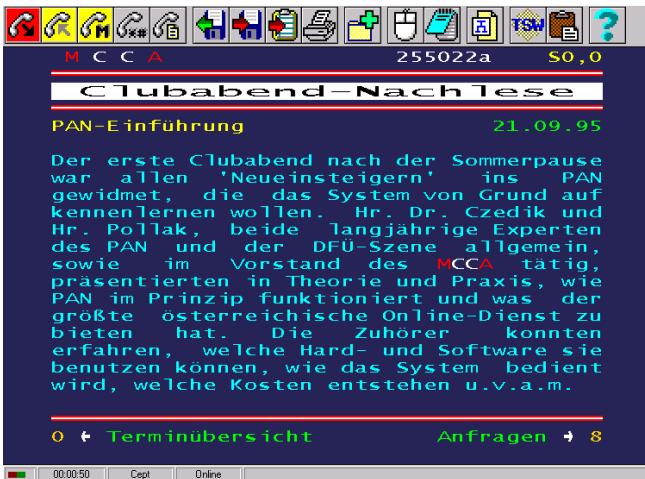 M
C**#
TSW
?
M C C A 255022a S0,0
Clubabend-Nachlese
PAN-Einführung 21.09.95
Der erste Clubabend nach der Sommerpause
war allen 'Neueinsteigern' ins PAN
gewidmet, die das System von Grund auf
kennenlernen wollen. Hr. Dr. Czedik und
Hr. Pollak, beide langjährige Experten
des PAN und der DFÜ-Szene allgemein,
sowie im Vorstand des MCCA tätig,
präsentierten in Theorie und Praxis, wie
PAN im Prinzip funktioniert und was der
größte österreichische Online-Dienst zu
bieten hat. Die Zuhörer konnten
erfahren, welche Hard- und Software sie
benutzen können, wie das System bedient
wird, welche Kosten entstehen u.v.a.m.
0 ← Terminübersicht Anfragen → 8
00:00:50 Cept Online